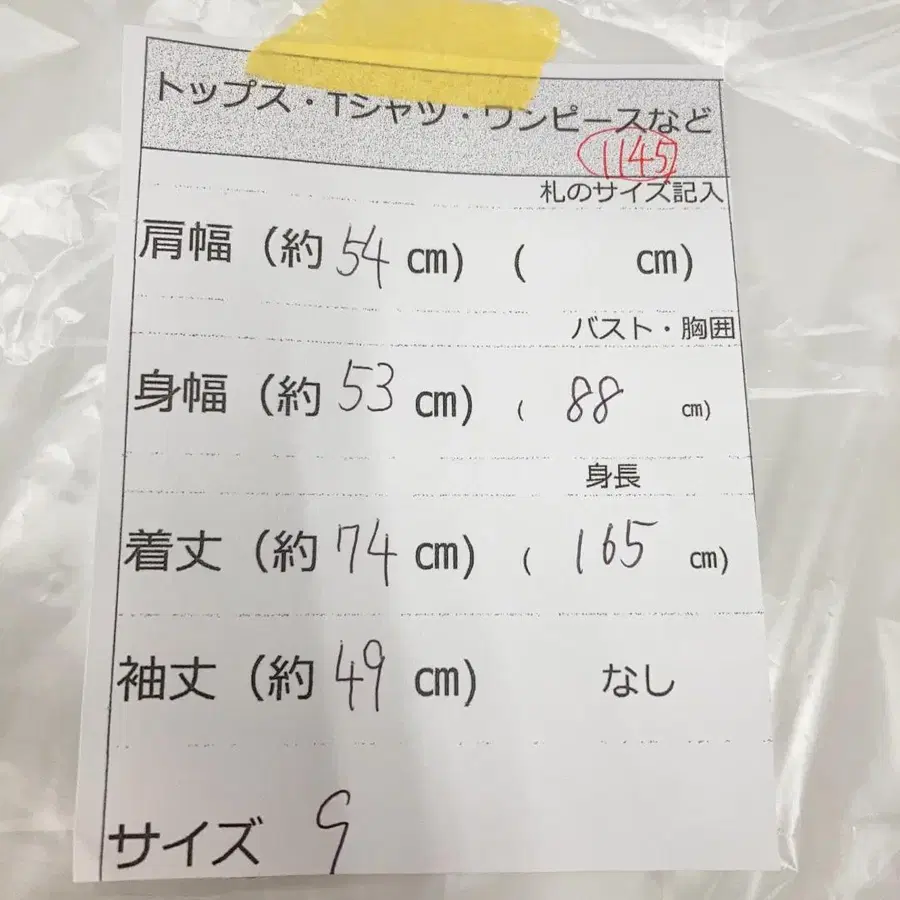 トップス・Tシャツ・ワンピースなど
1145
札のサイズ記入
肩幅（約 54 cm）（ cm）
バスト・胸囲
身幅（約 53 cm）（ 88 cm）
身長
着丈（約 74 cm）（ 165 cm）
袖丈（約 49 cm） なし
サイズ 9